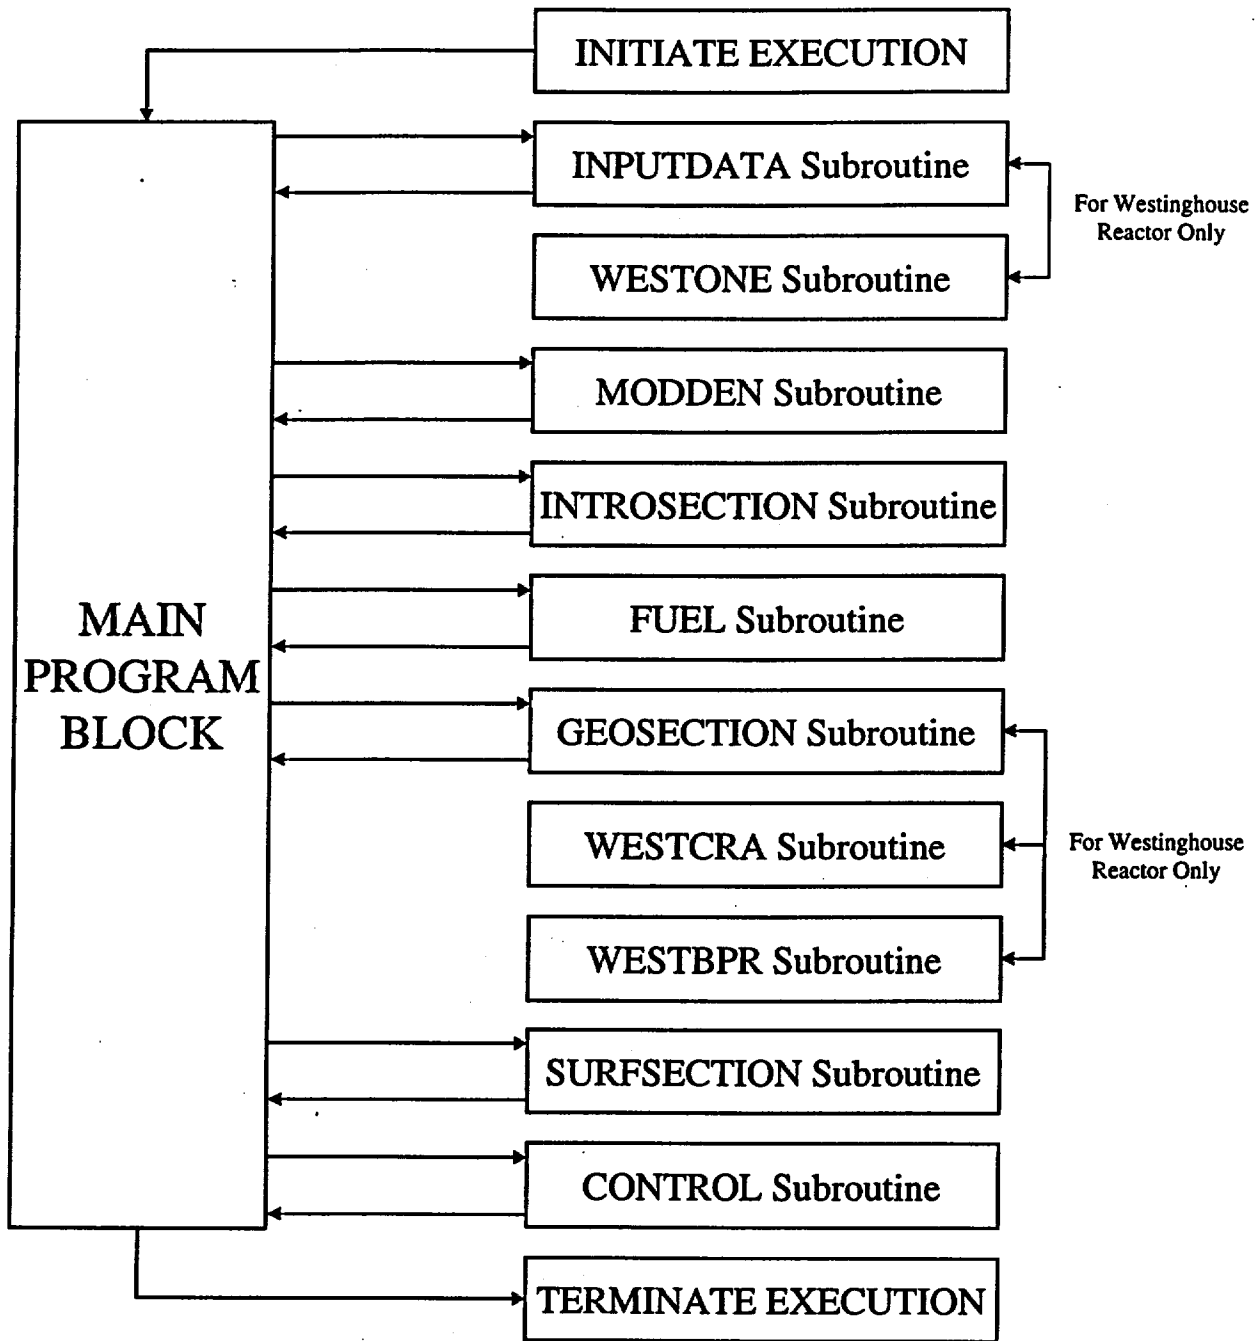 INITIATE EXECUTION
INPUTDATA Subroutine
For Westinghouse
Reactor Only
WESTONE Subroutine
MODDEN Subroutine
INTROSECTION Subroutine
MAIN
PROGRAM
BLOCK
FUEL Subroutine
GEOSECTION Subroutine
WESTCRA Subroutine
For Westinghouse
Reactor Only
WESTBPR Subroutine
SURFSECTION Subroutine
CONTROL Subroutine
TERMINATE EXECUTION